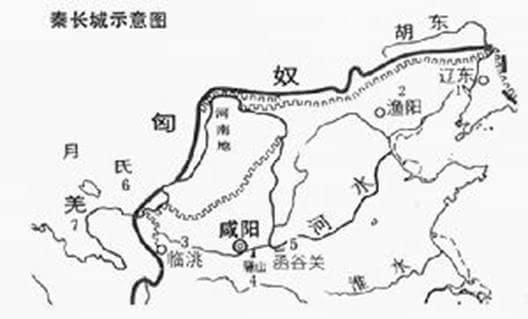 秦长城示意图
胡 东
匈 奴
辽东
1
2
渔阳
河南地
月 氏
6
羌
7
3
临洮
咸阳
骊山
4
5
函谷关
河 水
淮 水